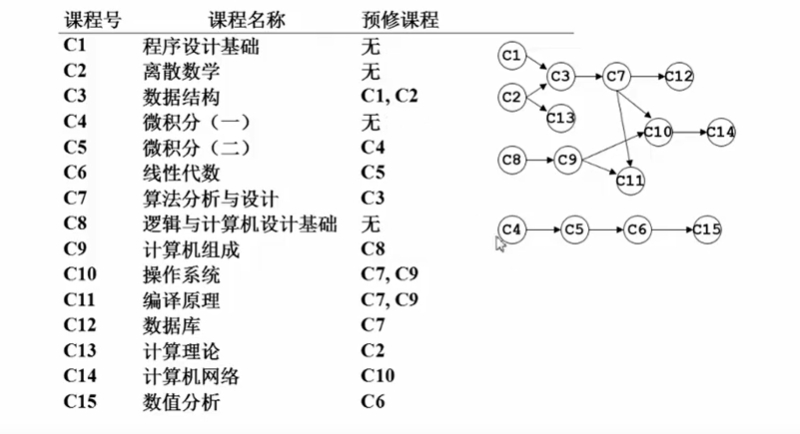 课程号 课程名称 预修课程
C1 程序设计基础 无
C2 离散数学 无
C3 数据结构 C1, C2
C4 微积分（一） 无
C5 微积分（二） C4
C6 线性代数 C5
C7 算法分析与设计 C3
C8 逻辑与计算机设计基础 无
C9 计算机组成 C8
C10 操作系统 C7, C9
C11 编译原理 C7, C9
C12 数据库 C7
C13 计算理论 C2
C14 计算机网络 C10
C15 数值分析 C6
C1
C3 C7 C12
C2
C13
C10 C14
C8 C9
C11
C4 C5 C6 C15